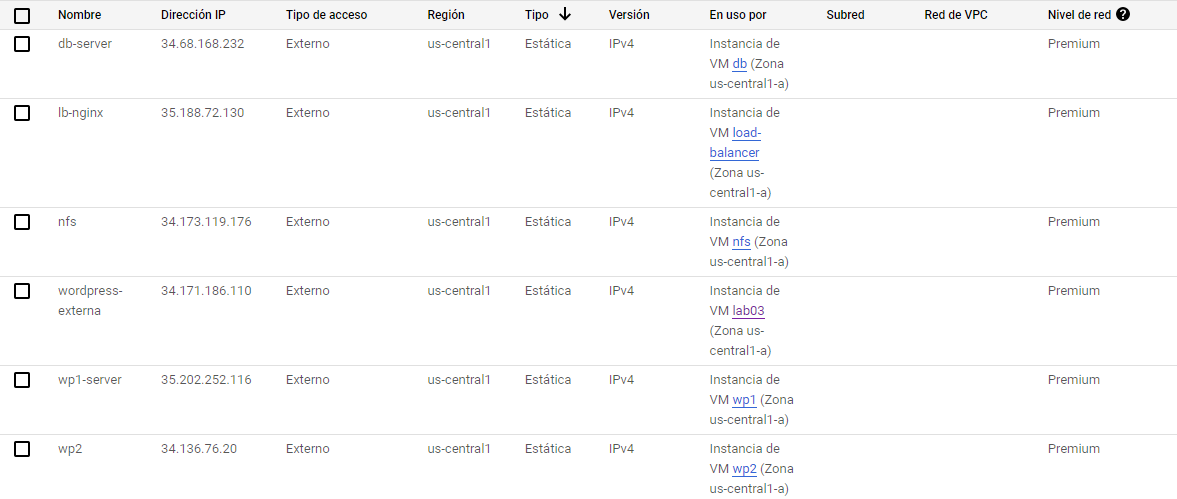 Nombre Dirección IP Tipo de acceso Región Tipo Versión En uso por Subred Red de VPC Nivel de red
db-server 34.68.168.232 Externo us-central1 Estática IPv4 Instancia de Premium
VM db (Zona
us-central1-a)
lb-nginx 35.188.72.130 Externo us-central1 Estática IPv4 Instancia de Premium
VM load-
balancer
(Zona us-
central1-a)
nfs 34.173.119.176 Externo us-central1 Estática IPv4 Instancia de Premium
VM nfs (Zona
us-central1-a)
wordpress- 34.171.186.110 Externo us-central1 Estática IPv4 Instancia de Premium
externa VM lab03
(Zona us-
central1-a)
wp1-server 35.202.252.116 Externo us-central1 Estática IPv4 Instancia de Premium
VM wp1 (Zona
us-central1-a)
wp2 34.136.76.20 Externo us-central1 Estática IPv4 Instancia de Premium
VM wp2 (Zona
us-central1-a)